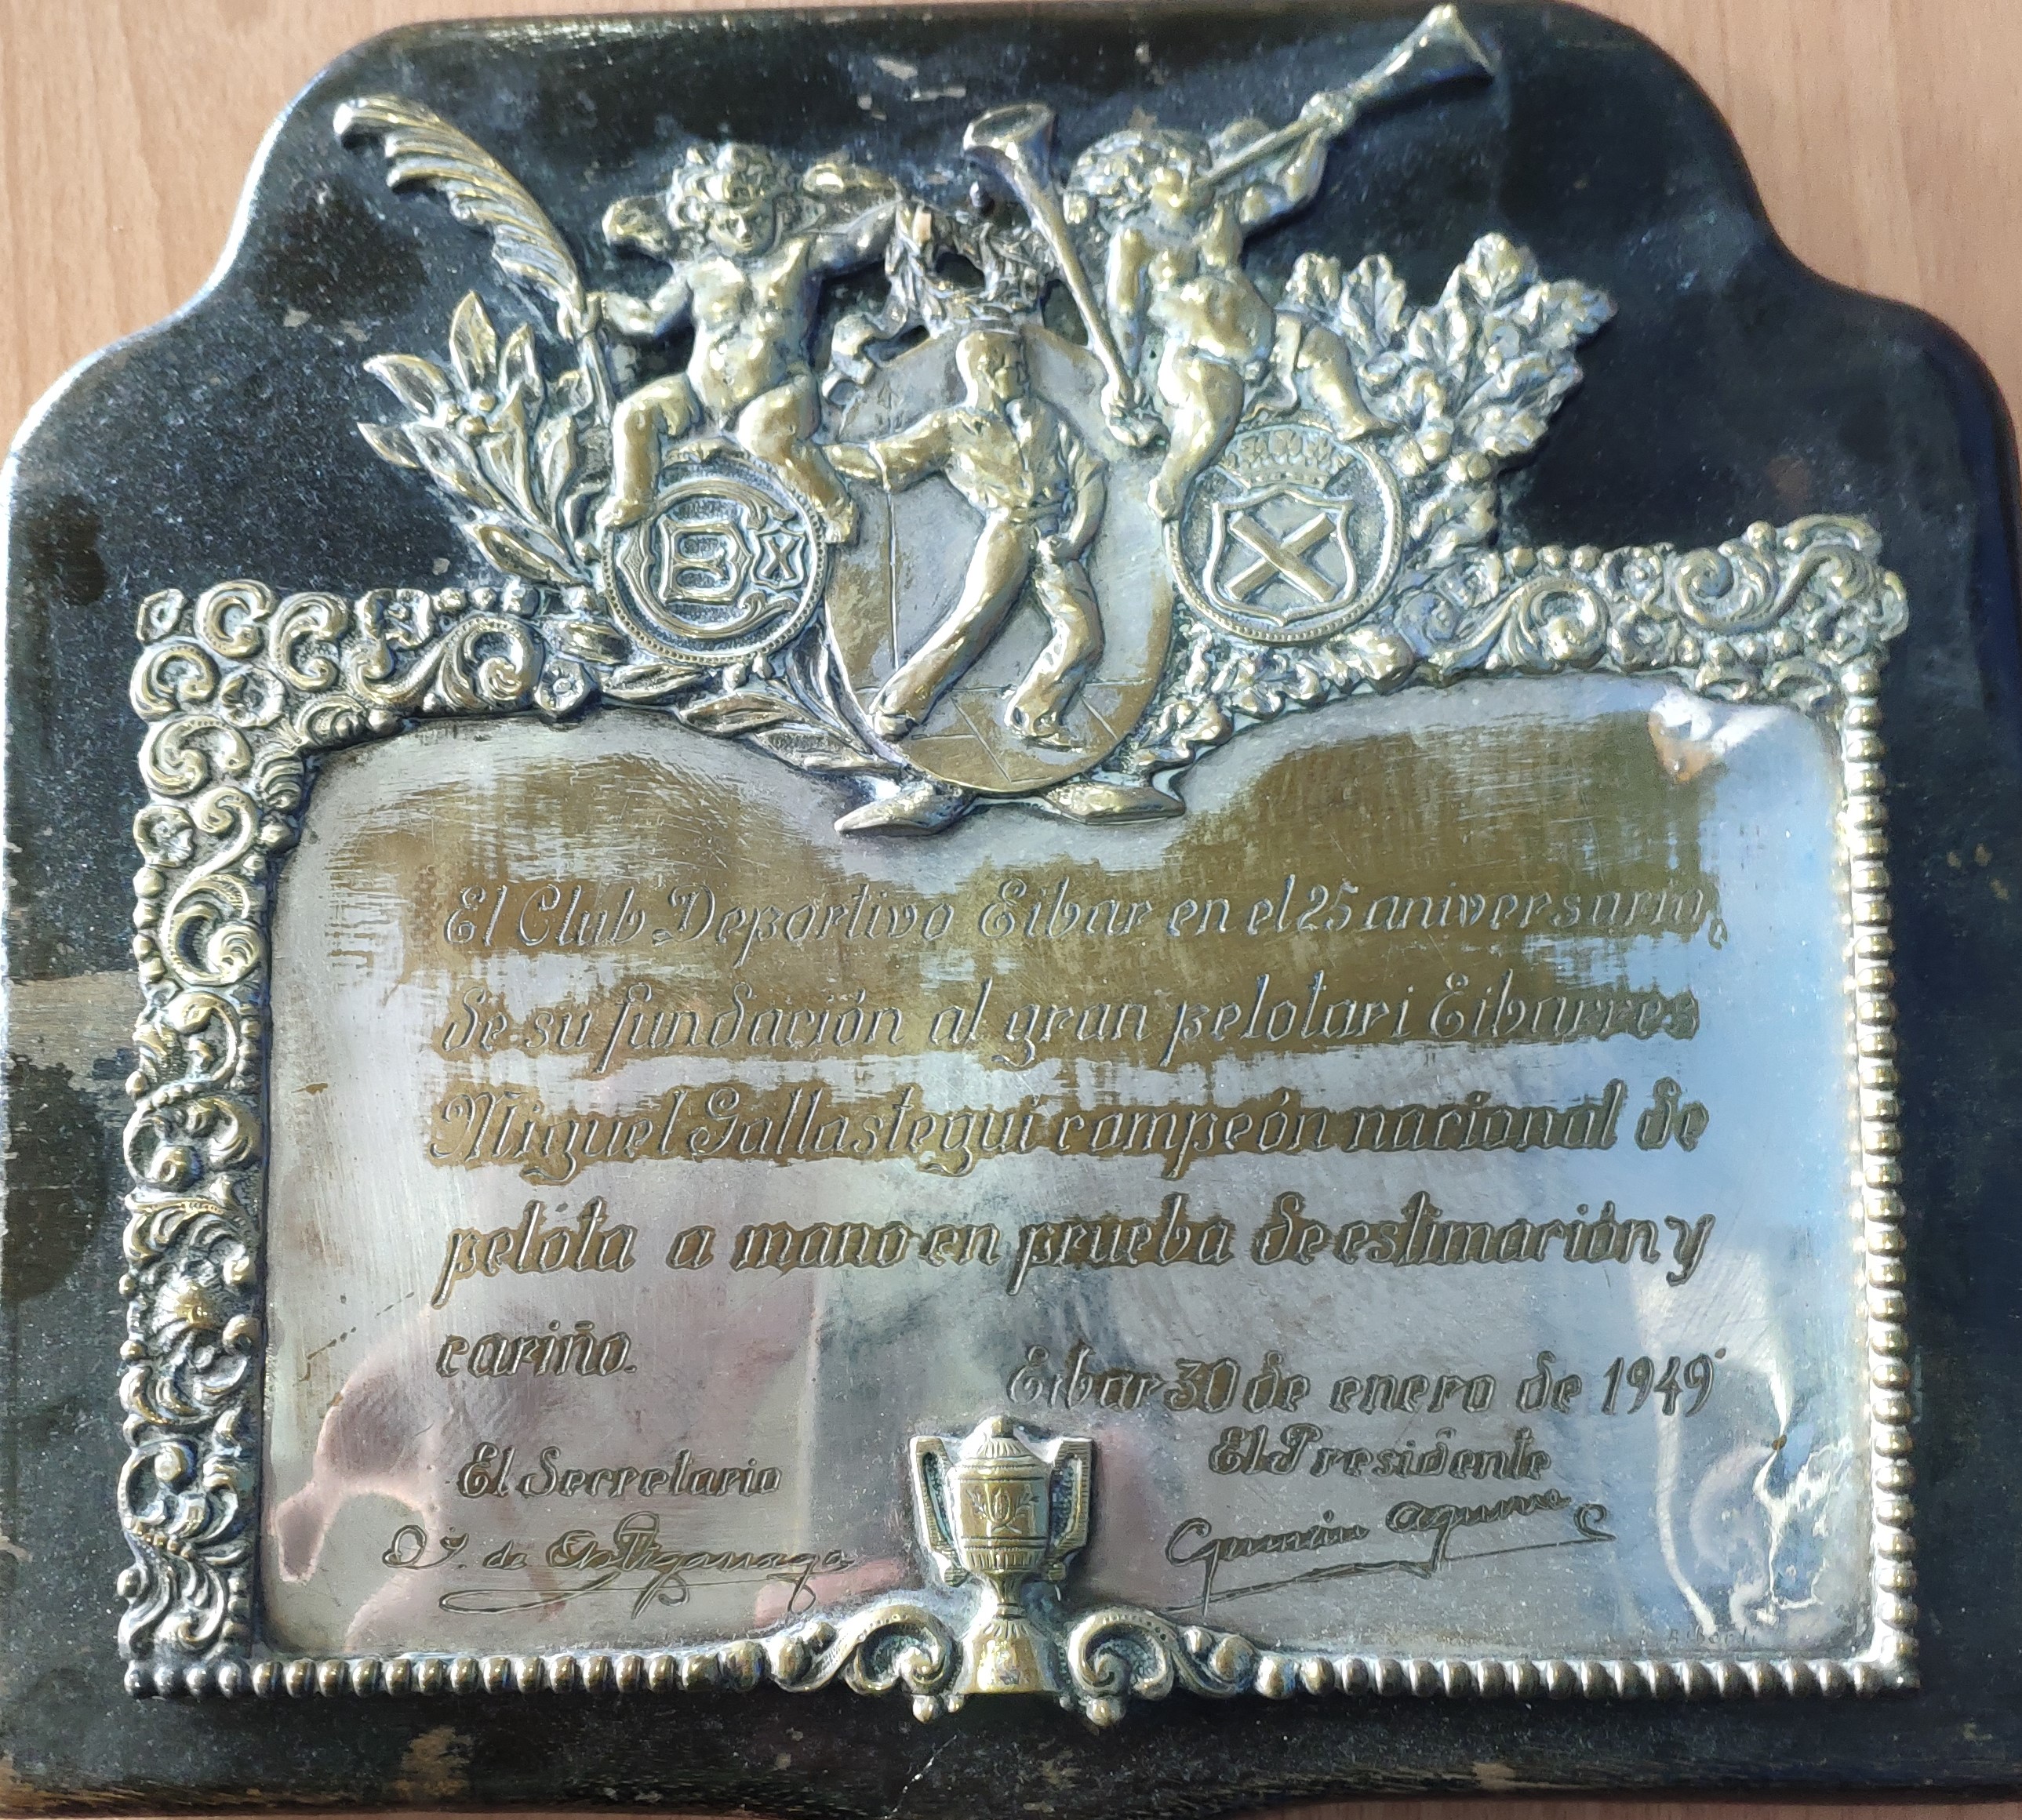 El Club Deportivo Eibar en el 25 aniversario,
de su fundación al gran pelotari Eibarres
Miguel Gallastegui campeón nacional de
pelota a mano en prueba de estimación y
cariño.
Eibar 30 de enero de 1949
El Secretario
El Presidente